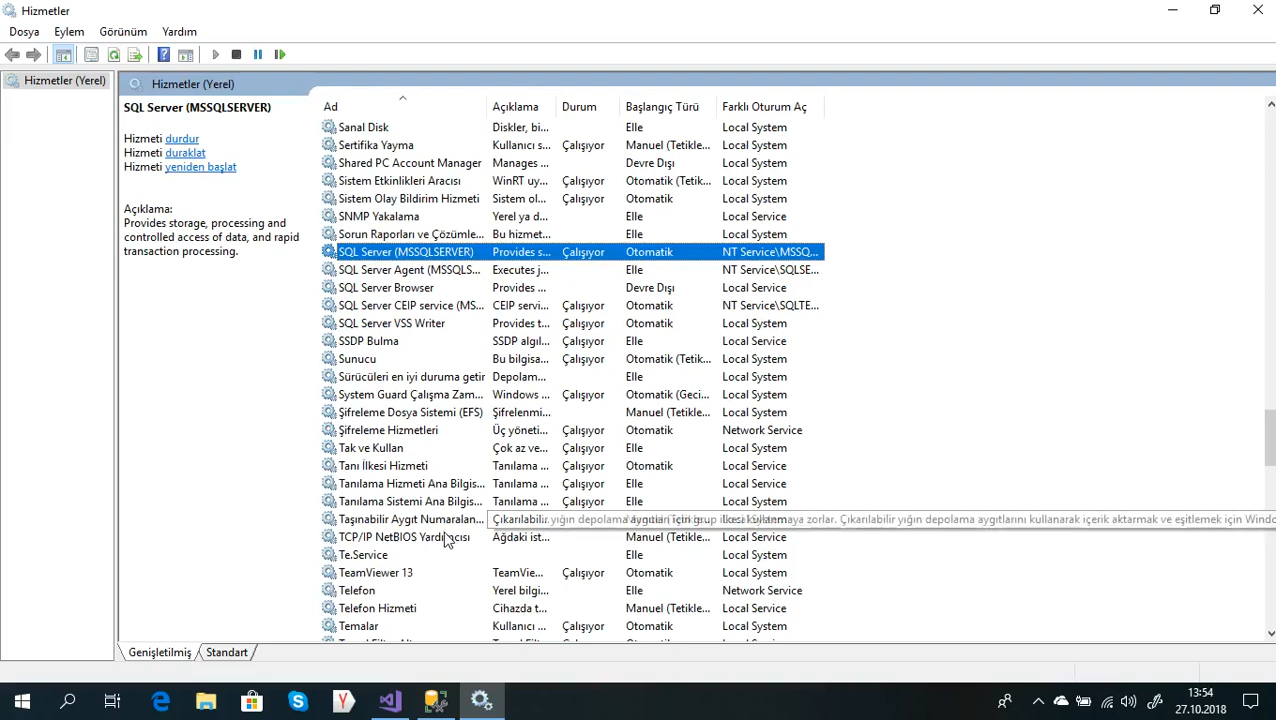 Hizmetler
Dosya Eylem Görünüm Yardım
Hizmetler (Yerel)
Hizmetler (Yerel)
SQL Server (MSSQLSERVER)
Hizmeti durdur
Hizmeti duraklat
Hizmeti yeniden başlat
Açıklama:
Provides storage, processing and
controlled access of data, and rapid
transaction processing.
Ad Açıklama Durum Başlangıç Türü Farklı Oturum Aç
Sanal Disk Diskler, bi... Elle Local System
Sertifika Yayma Kullanıcı s... Çalışıyor Manuel (Tetikle... Local System
Shared PC Account Manager Manages ... Devre Dışı Local System
Sistem Etkinlikleri Aracısı WinRT uy... Çalışıyor Otomatik (Tetik... Local System
Sistem Olay Bildirim Hizmeti Sistem ol... Çalışıyor Otomatik Local System
SNMP Yakalama Yerel ya d... Elle Local Service
Sorun Raporları ve Çözümle... Bu hizmet... Elle Local System
SQL Server (MSSQLSERVER) Provides s... Çalışıyor Otomatik NT Service\MSSQ...
SQL Server Agent (MSSQLS... Executes j... Elle NT Service\SQLSE...
SQL Server Browser Provides ... Devre Dışı Local Service
SQL Server CEIP service (MS... CEIP servi... Çalışıyor Otomatik NT Service\SQLTE...
SQL Server VSS Writer Provides t... Çalışıyor Otomatik Local System
SSDP Bulma SSDP algıl... Çalışıyor Elle Local Service
Sunucu Bu bilgisa... Çalışıyor Otomatik (Tetik... Local System
Sürücüleri en iyi duruma getir Depolam... Elle Local System
System Guard Çalışma Zam... Windows ... Çalışıyor Otomatik (Geci... Local System
Şifreleme Dosya Sistemi (EFS) Şifrelenmi... Manuel (Tetikle... Local System
Şifreleme Hizmetleri Üç yöneti... Çalışıyor Otomatik Network Service
Tak ve Kullan Çok az ve... Çalışıyor Elle Local System
Tanı İlkesi Hizmeti Tanılama ... Çalışıyor Otomatik Local Service
Tanılama Hizmeti Ana Bilgis... Tanılama ... Çalışıyor Elle Local Service
Tanılama Sistemi Ana Bilgis... Tanılama ... Çalışıyor Elle Local System
Taşınabilir Aygıt Numaralan... Çıkarılabilir yığın depolama aygıtları için grup ilkesi kullanmaya zorlar. Çıkarılabilir yığın depolama aygıtlarını kullanarak içerik aktarmak ve eşitlemek için Windo
TCP/IP NetBIOS Yardımcısı Ağdaki ist... Manuel (Tetikle... Local Service
Te.Service Elle Local System
TeamViewer 13 TeamVie... Çalışıyor Otomatik Local System
Telefon Yerel bilgi... Elle Network Service
Telefon Hizmeti Cihazda t... Manuel (Tetikle... Local Service
Temalar Kullanıcı ... Çalışıyor Otomatik Local System
Genişletilmiş Standart
13:54
27.10.2018